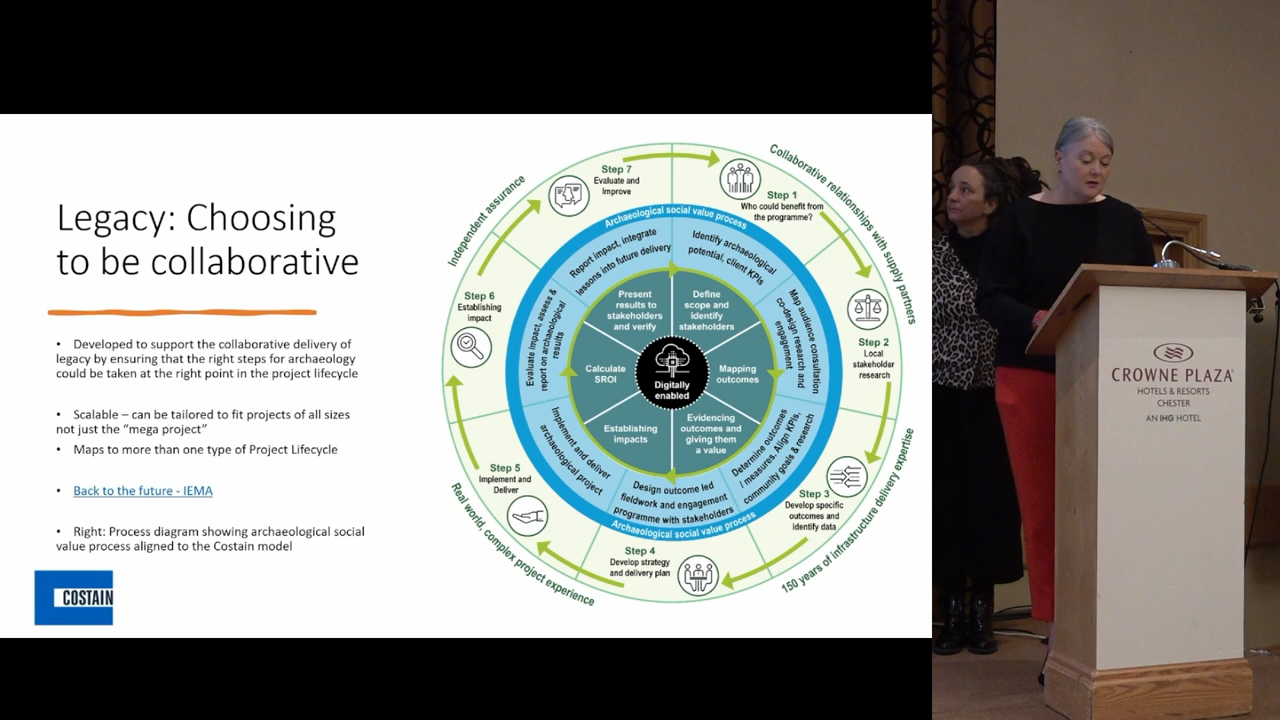 Legacy: Choosing
to be collaborative
• Developed to support the collaborative delivery of
legacy by ensuring that the right steps for archaeology
could be taken at the right point in the project lifecycle
• Scalable – can be tailored to fit projects of all sizes
not just the “mega project”
• Maps to more than one type of Project Lifecycle
• Back to the future - IEMA
• Right: Process diagram showing archaeological social
value process aligned to the Costain model
COSTAIN
Collaborative relationships with supply partners
150 years of infrastructure delivery expertise
Real world, complex project experience
Independent assurance
Step 1
Who could benefit from
the programme?
Step 2
Local
stakeholder
research
Step 3
Develop specific
outcomes and
identify data
Step 4
Develop strategy
and delivery plan
Step 5
Implement and
Deliver
Step 6
Establishing
impact
Step 7
Evaluate and
Improve
Archaeological social value process
Identify archaeological
potential, client KPIs
Map audience consultation
co-design research and
engagement
Determine outcomes
/ measures. Align KPIs,
community goals & research
Design outcome led
fieldwork and engagement
programme with stakeholders
Implement and deliver
archaeological project
Evaluate impact, assess &
report on archaeological
results
Report impact, integrate
lessons into future delivery
Archaeological social value process
Define
scope and
identify
stakeholders
Mapping
outcomes
Evidencing
outcomes and
giving them
a value
Establishing
impacts
Calculate
SROI
Present
results to
stakeholders
and verify
Digitally
enabled
CROWNE PLAZA
HOTELS & RESORTS
CHESTER
AN IHG HOTEL